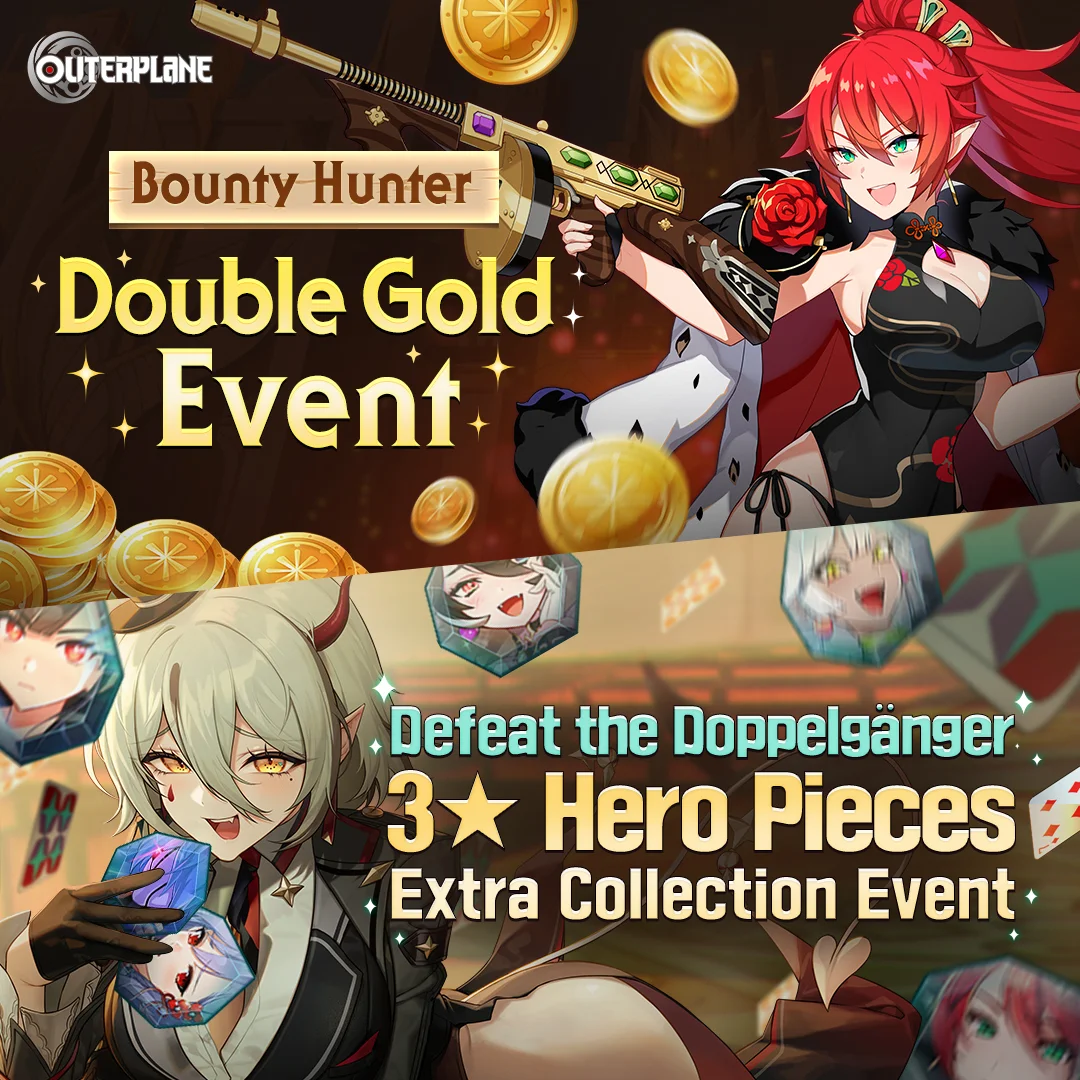 OUTERPLANE
Bounty Hunter
Double Gold
Event
Defeat the Doppelgänger
3★ Hero Pieces
Extra Collection Event